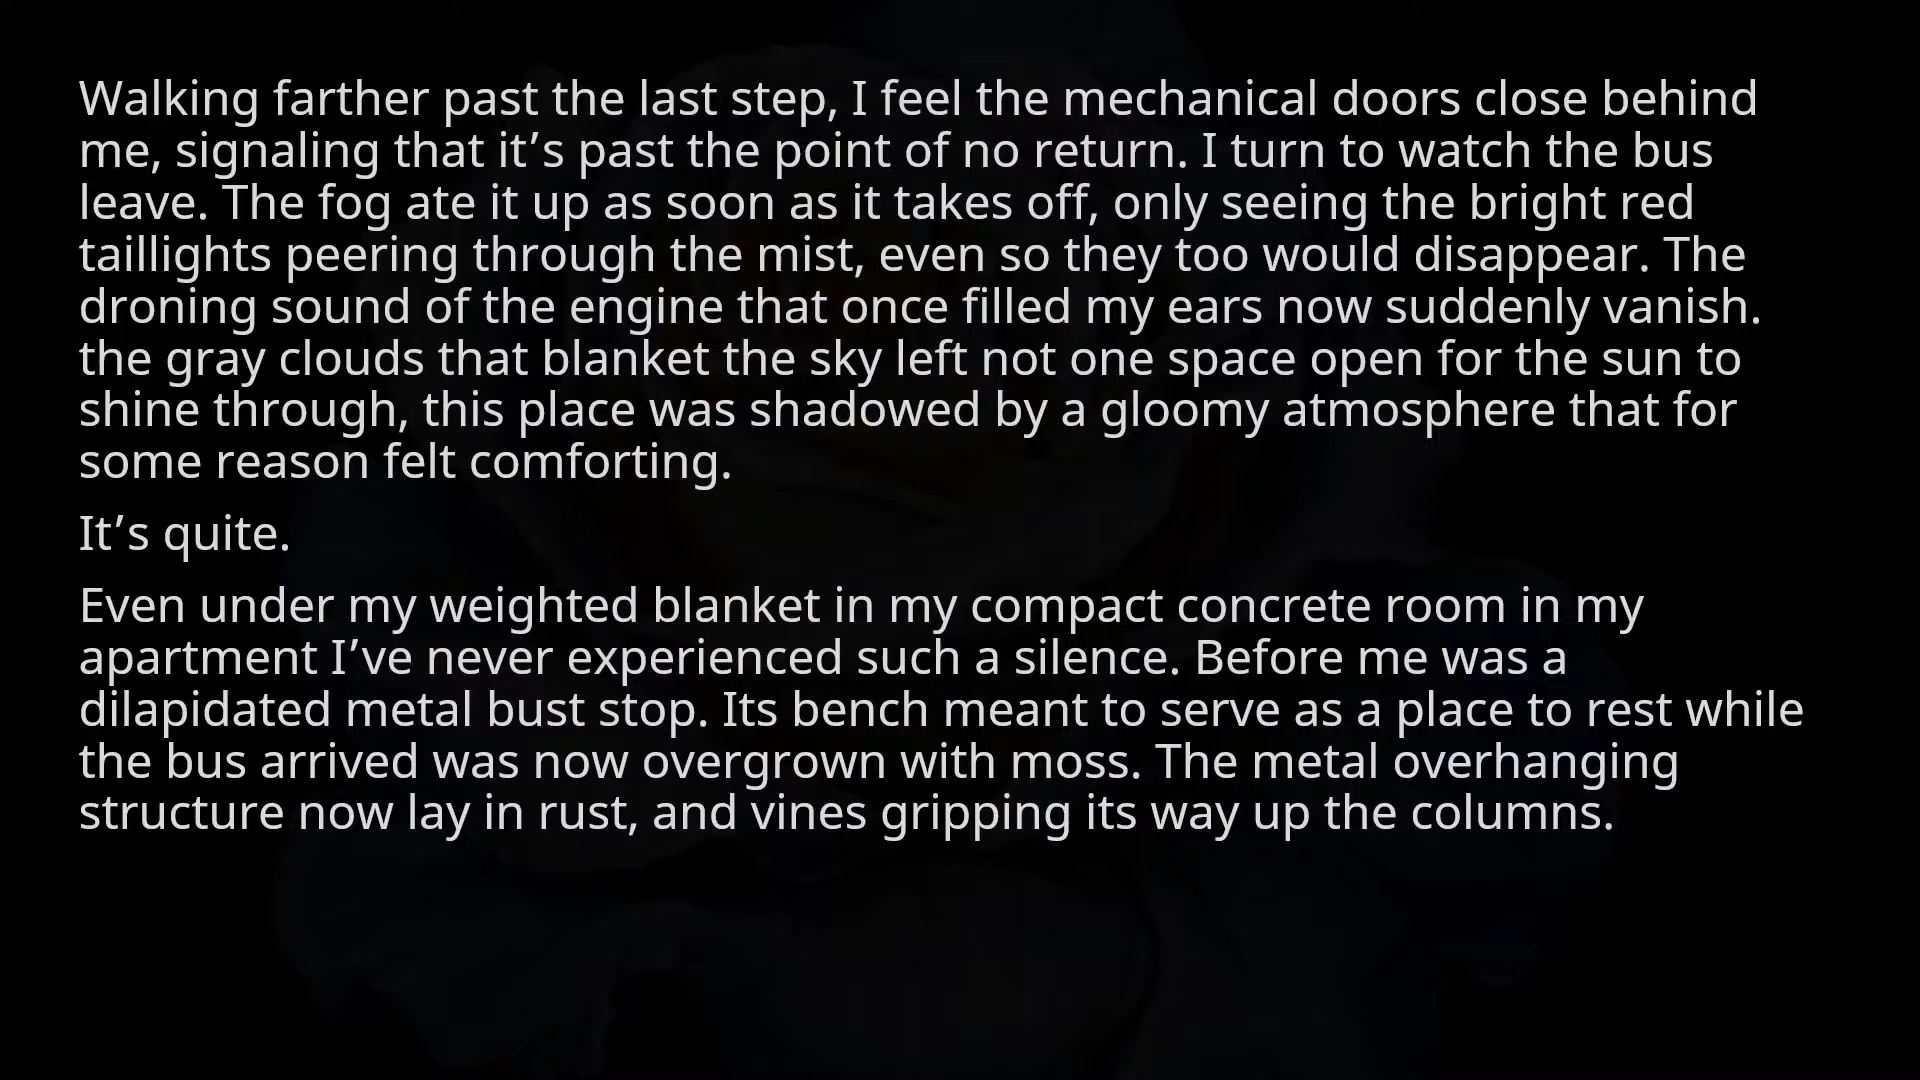 Walking farther past the last step, I feel the mechanical doors close behind
me, signaling that it’s past the point of no return. I turn to watch the bus
leave. The fog ate it up as soon as it takes off, only seeing the bright red
taillights peering through the mist, even so they too would disappear. The
droning sound of the engine that once filled my ears now suddenly vanish.
the gray clouds that blanket the sky left not one space open for the sun to
shine through, this place was shadowed by a gloomy atmosphere that for
some reason felt comforting.
It’s quite.
Even under my weighted blanket in my compact concrete room in my
apartment I’ve never experienced such a silence. Before me was a
dilapidated metal bust stop. Its bench meant to serve as a place to rest while
the bus arrived was now overgrown with moss. The metal overhanging
structure now lay in rust, and vines gripping its way up the columns.